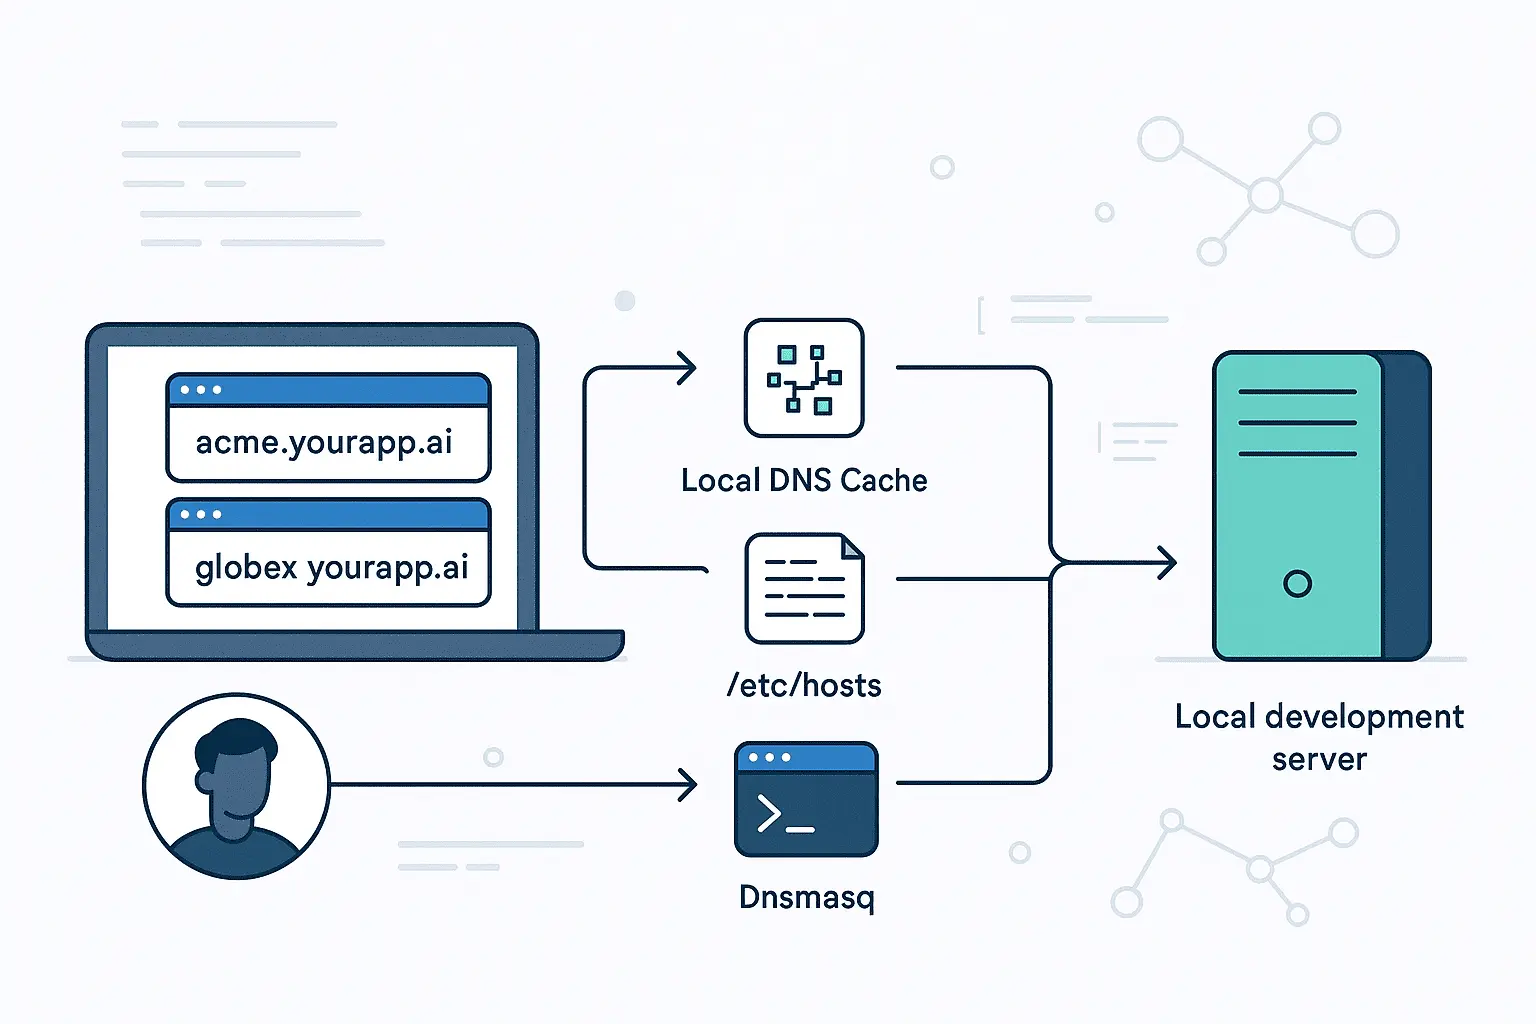 acme.yourapp.ai
globex yourapp.ai
Local DNS Cache
/etc/hosts
>_
Dnsmasq
Local development
server